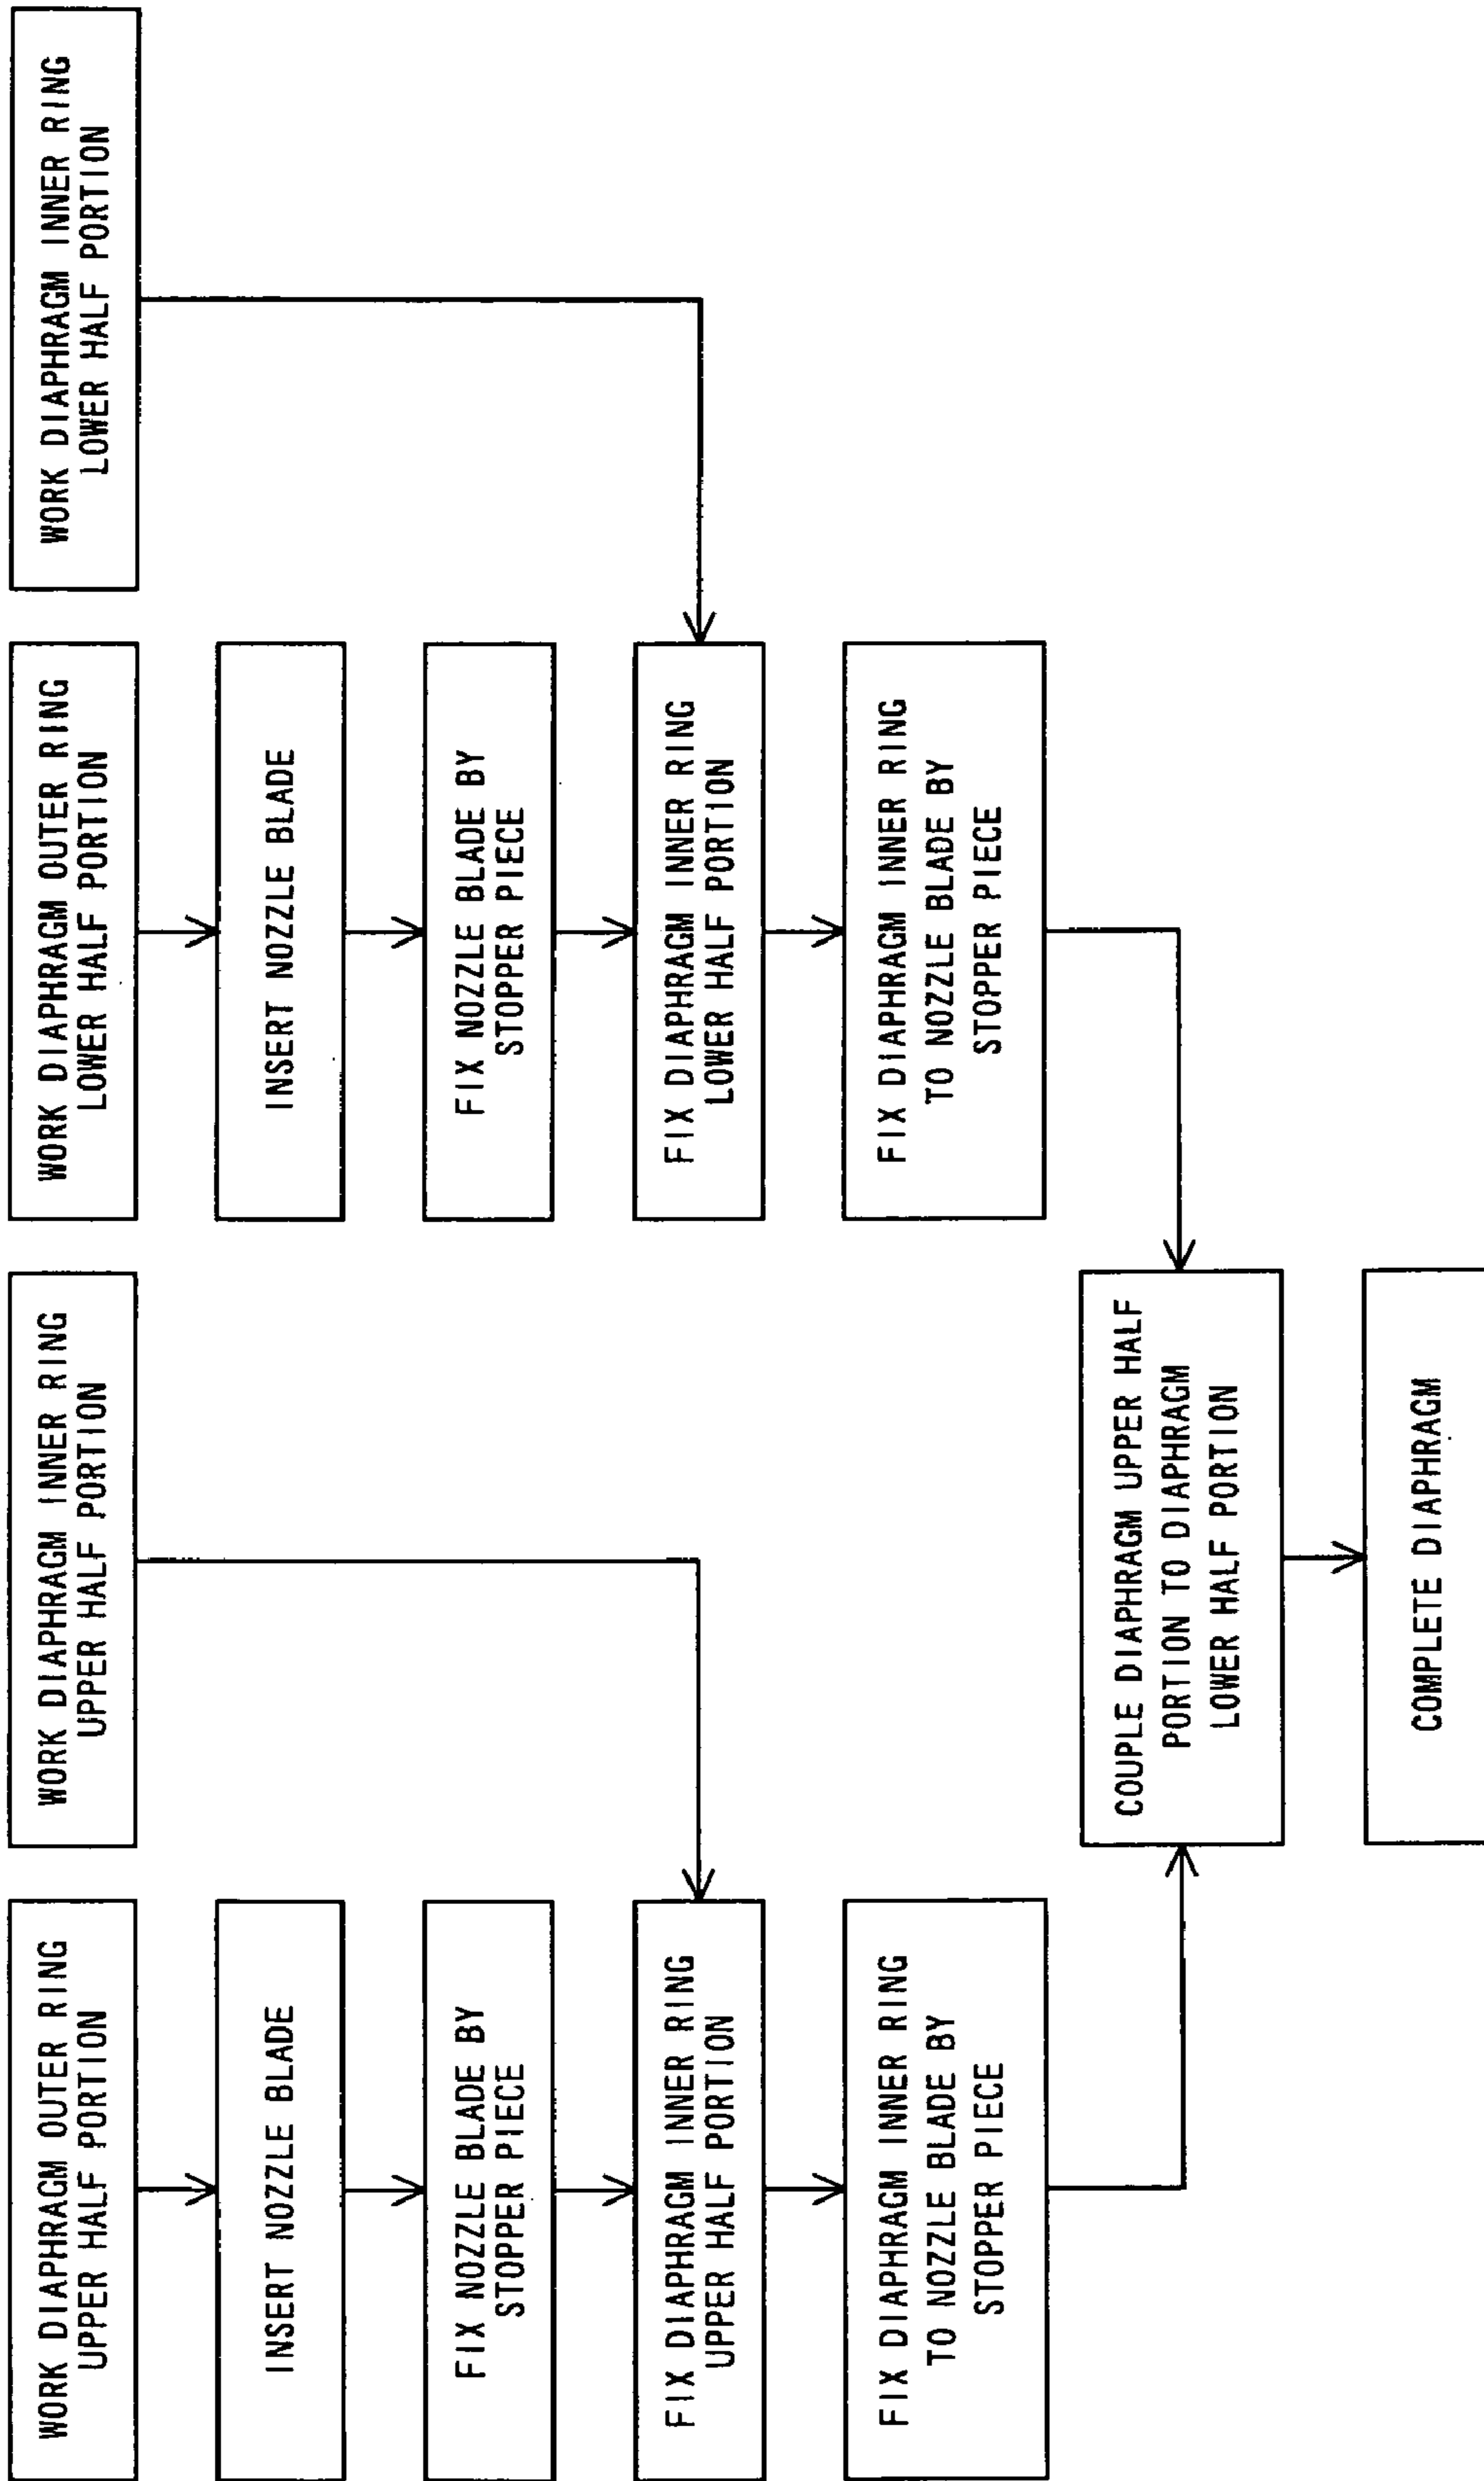 WORK DIAPHRAGM OUTER RING
UPPER HALF PORTION
WORK DIAPHRAGM INNER RING
UPPER HALF PORTION
WORK DIAPHRAGM OUTER RING
LOWER HALF PORTION
WORK DIAPHRAGM INNER RING
LOWER HALF PORTION
INSERT NOZZLE BLADE
INSERT NOZZLE BLADE
FIX NOZZLE BLADE BY
STOPPER PIECE
FIX NOZZLE BLADE BY
STOPPER PIECE
FIX DIAPHRAGM INNER RING
UPPER HALF PORTION
FIX DIAPHRAGM INNER RING
LOWER HALF PORTION
FIX DIAPHRAGM INNER RING
TO NOZZLE BLADE BY
STOPPER PIECE
FIX DIAPHRAGM INNER RING
TO NOZZLE BLADE BY
STOPPER PIECE
COUPLE DIAPHRAGM UPPER HALF
PORTION TO DIAPHRAGM
LOWER HALF PORTION
COMPLETE DIAPHRAGM